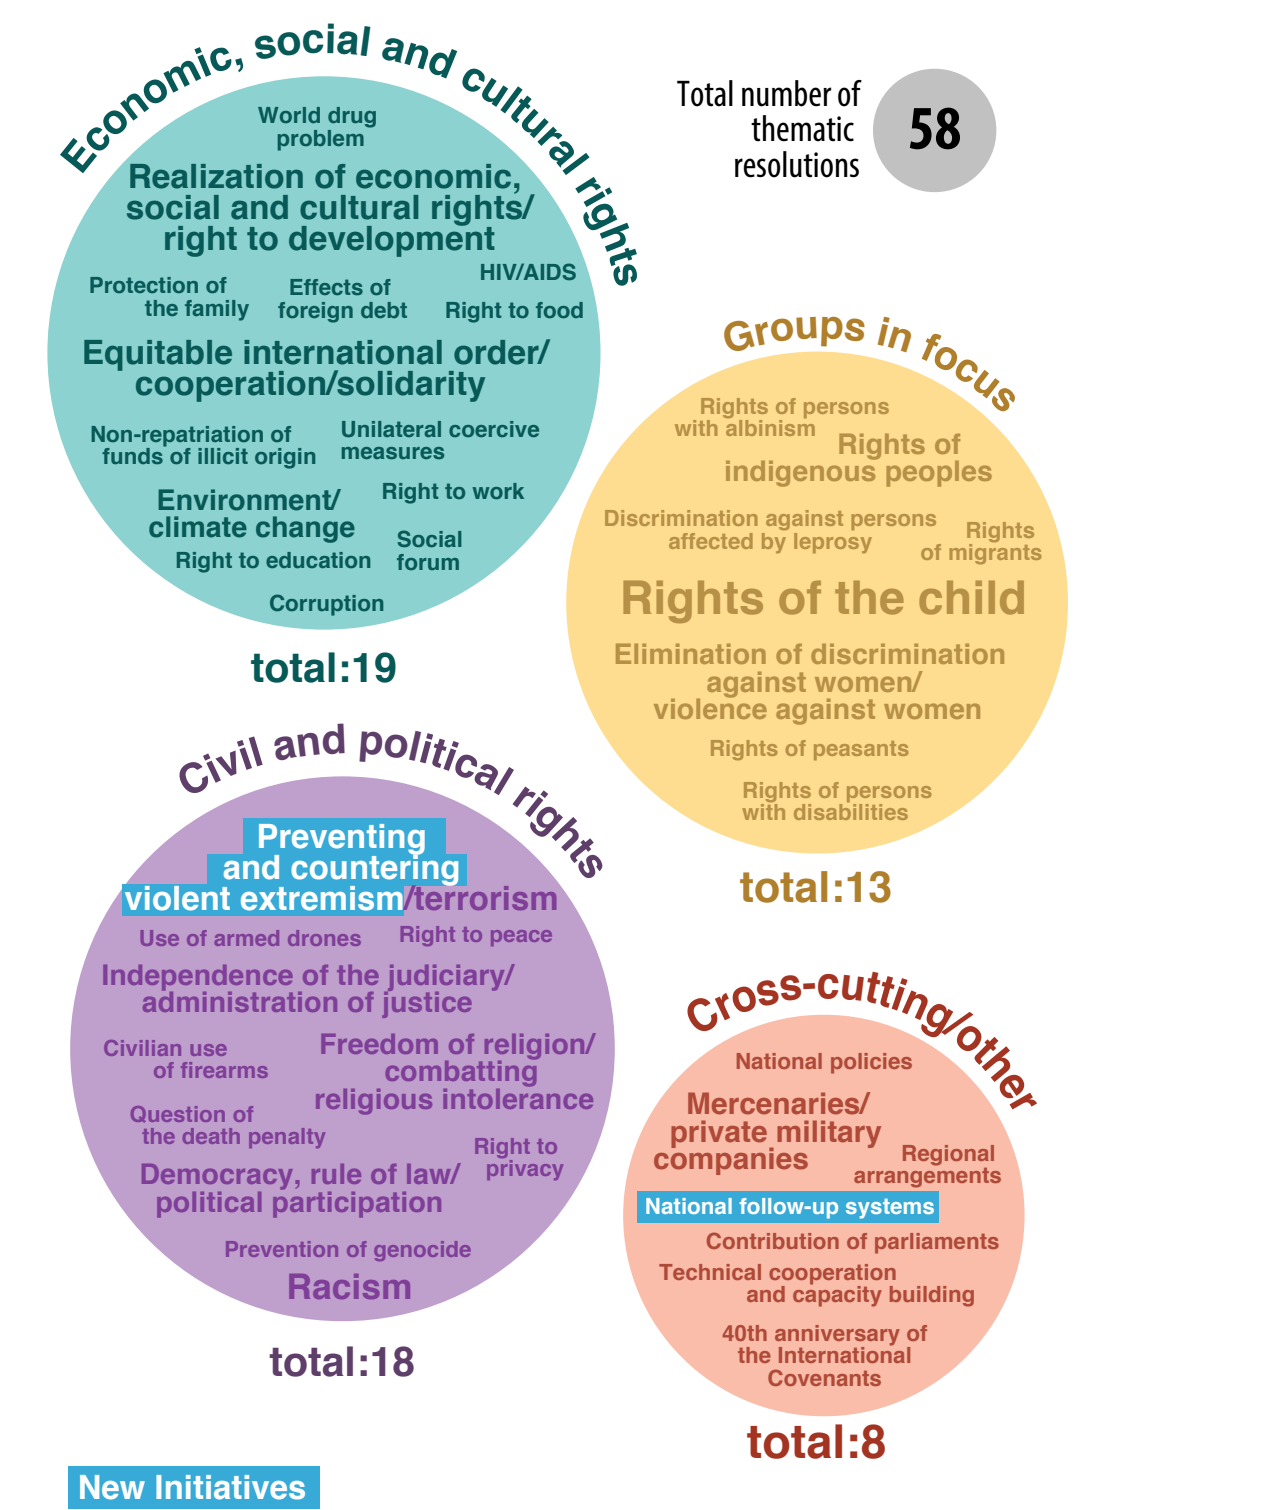 Economic, social and cultural rights
World drug
problem
Realization of economic,
social and cultural rights/
right to development
Protection of
the family
Effects of
foreign debt
HIV/AIDS
Right to food
Equitable international order/
cooperation/solidarity
Non-repatriation of
funds of illicit origin
Unilateral coercive
measures
Environment/
climate change
Right to work
Right to education
Social
forum
Corruption
total:19
Total number of
thematic
resolutions
58
Groups in focus
Rights of persons
with albinism
Rights of
indigenous peoples
Discrimination against persons
affected by leprosy
Rights
of migrants
Rights of the child
Elimination of discrimination
against women/
violence against women
Rights of peasants
Rights of persons
with disabilities
total:13
Civil and political rights
Preventing
and countering
violent extremism/terrorism
Use of armed drones
Right to peace
Independence of the judiciary/
administration of justice
Civilian use
of firearms
Freedom of religion/
combatting
religious intolerance
Question of
the death penalty
Right to
privacy
Democracy, rule of law/
political participation
Prevention of genocide
Racism
total:18
Cross-cutting/other
National policies
Mercenaries/
private military
companies
Regional
arrangements
National follow-up systems
Contribution of parliaments
Technical cooperation
and capacity building
40th anniversary of
the International
Covenants
total:8
New Initiatives